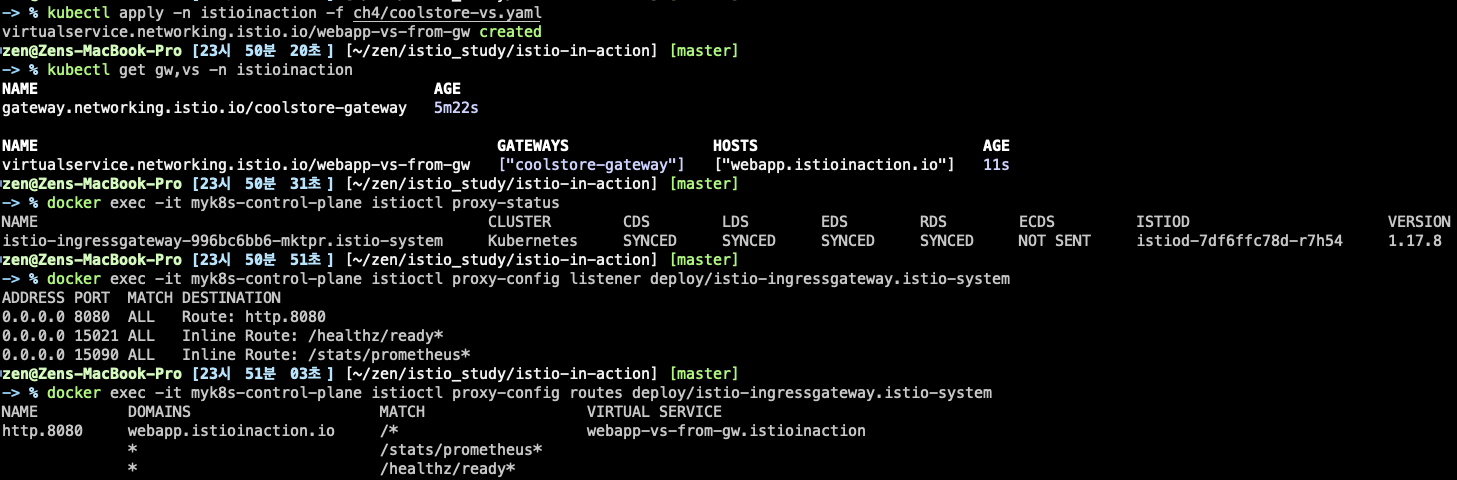 -> % kubectl apply -n istioinaction -f ch4/coolstore-vs.yaml
virtualservice.networking.istio.io/webapp-vs-from-gw created
zen@Zens-MacBook-Pro [23시 50분 20초] [~/zen/istio_study/istio-in-action] [master]
-> % kubectl get gw,vs -n istioinaction
NAME AGE
gateway.networking.istio.io/coolstore-gateway 5m22s
NAME GATEWAYS HOSTS AGE
virtualservice.networking.istio.io/webapp-vs-from-gw ["coolstore-gateway"] ["webapp.istioinaction.io"] 11s
zen@Zens-MacBook-Pro [23시 50분 31초] [~/zen/istio_study/istio-in-action] [master]
-> % docker exec -it myk8s-control-plane istioctl proxy-status
NAME CLUSTER CDS LDS EDS RDS ECDS ISTIOD VERSION
istio-ingressgateway-996bc6bb6-mktpr.istio-system Kubernetes SYNCED SYNCED SYNCED SYNCED NOT SENT istiod-7df6ffc78d-r7h54 1.17.8
zen@Zens-MacBook-Pro [23시 50분 51초] [~/zen/istio_study/istio-in-action] [master]
-> % docker exec -it myk8s-control-plane istioctl proxy-config listener deploy/istio-ingressgateway.istio-system
ADDRESS PORT MATCH DESTINATION
0.0.0.0 8080 ALL Route: http.8080
0.0.0.0 15021 ALL Inline Route: /healthz/ready*
0.0.0.0 15090 ALL Inline Route: /stats/prometheus*
zen@Zens-MacBook-Pro [23시 51분 03초] [~/zen/istio_study/istio-in-action] [master]
-> % docker exec -it myk8s-control-plane istioctl proxy-config routes deploy/istio-ingressgateway.istio-system
NAME DOMAINS MATCH VIRTUAL SERVICE
http.8080 webapp.istioinaction.io /* webapp-vs-from-gw.istioinaction
* /stats/prometheus*
* /healthz/ready*